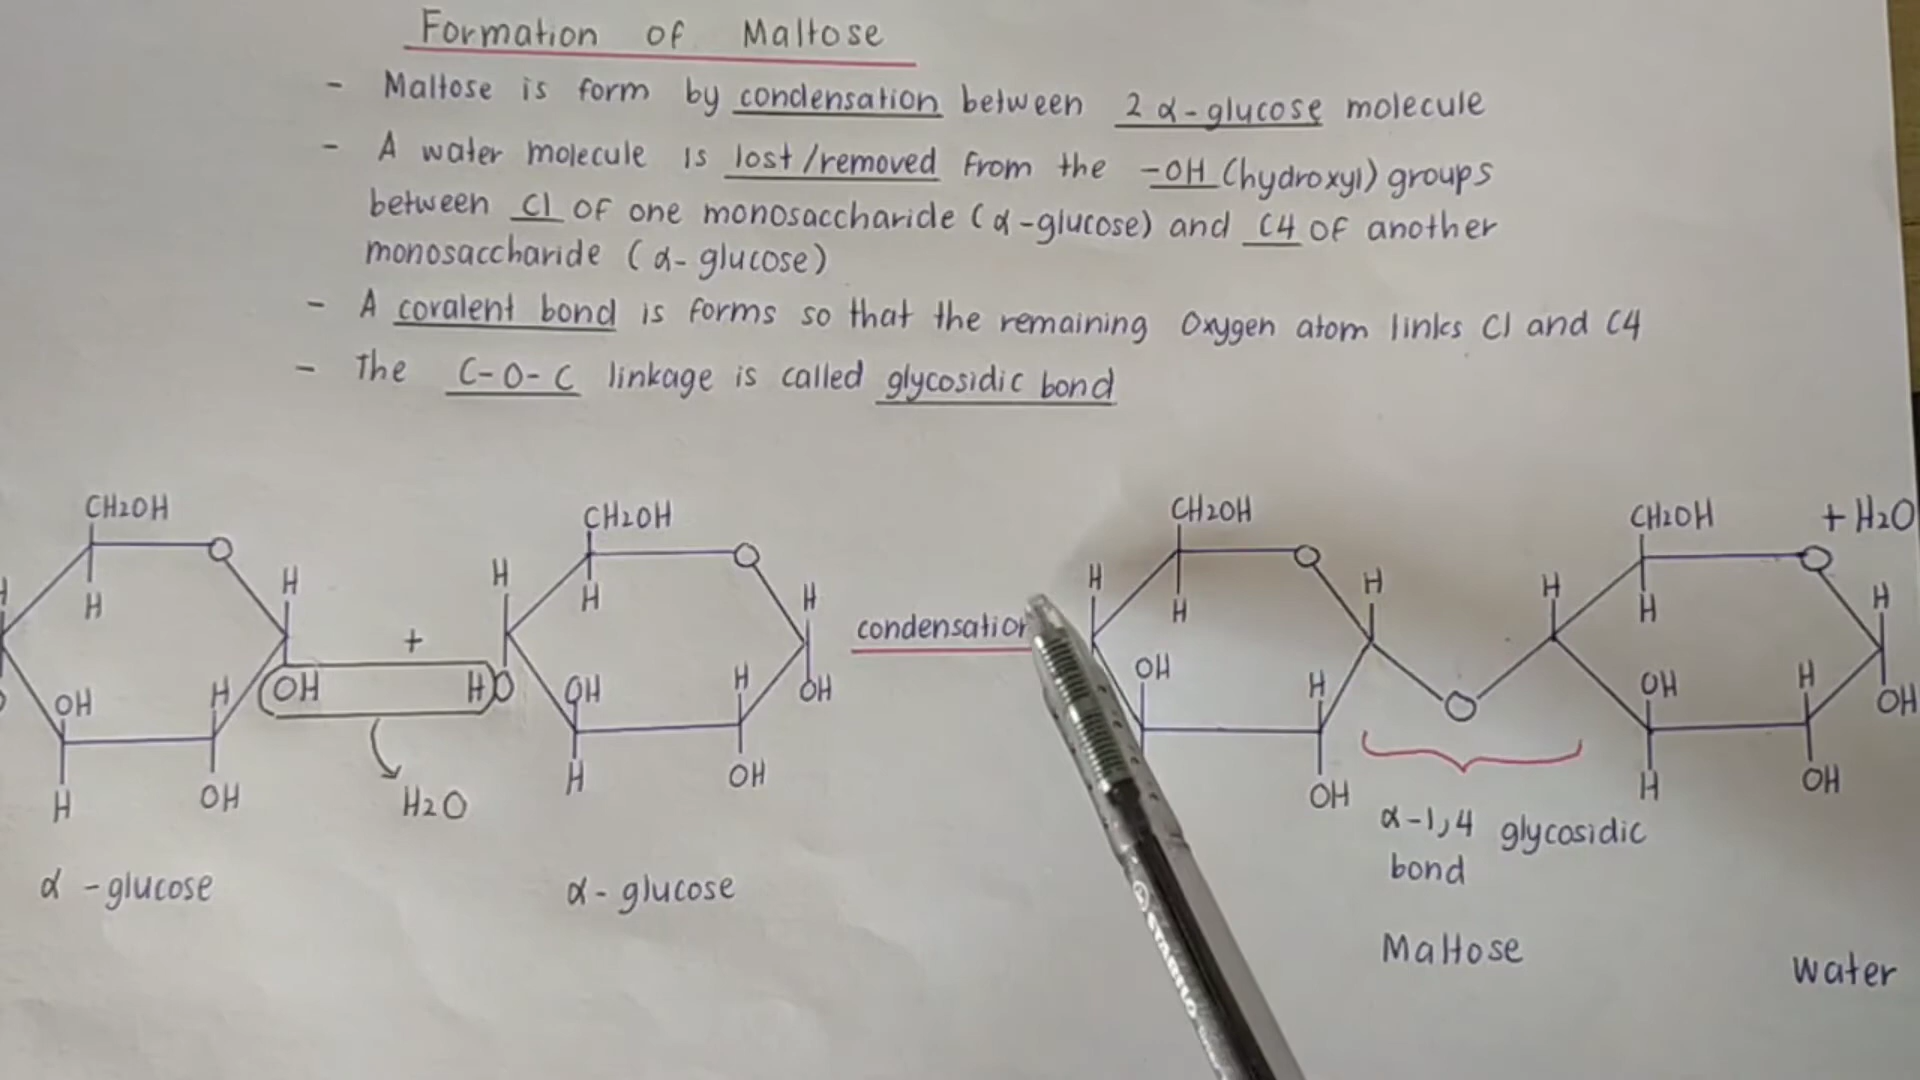 Formation of Maltose
- Maltose is form by condensation between 2 α-glucose molecule
- A water molecule is lost/removed from the -OH (hydroxyl) groups
between C1 of one monosaccharide (α-glucose) and C4 of another
monosaccharide (α-glucose)
- A covalent bond is forms so that the remaining Oxygen atom links C1 and C4
- The C-O-C linkage is called glycosidic bond
CH2OH CH2OH CH2OH CH2OH + H2O
O O O O
H H H H H H H
H H H H
+
condensation
OH H OH HO OH H OH OH H OH H OH
O
H OH H OH OH H OH
H2O
α-1,4 glycosidic
bond
α-glucose α-glucose
Maltose water